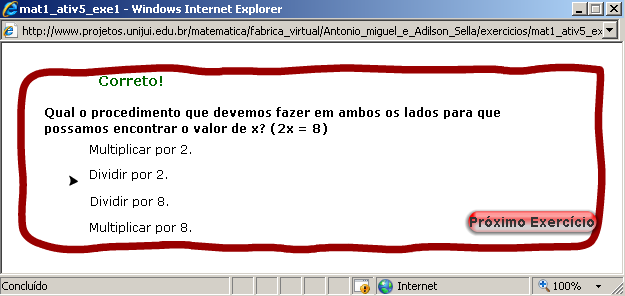 mat1_ativ5_exe1 - Windows Internet Explorer
http://www.projetos.unijui.edu.br/matematica/fabrica_virtual/Antonio_miguel_e_Adilson_Sella/exercicios/mat1_ativ5_ex
Correto!
Qual o procedimento que devemos fazer em ambos os lados para que
possamos encontrar o valor de x? (2x = 8)
Multiplicar por 2.
Dividir por 2.
Dividir por 8.
Multiplicar por 8.
Próximo Exercício
Concluído
Internet
100%